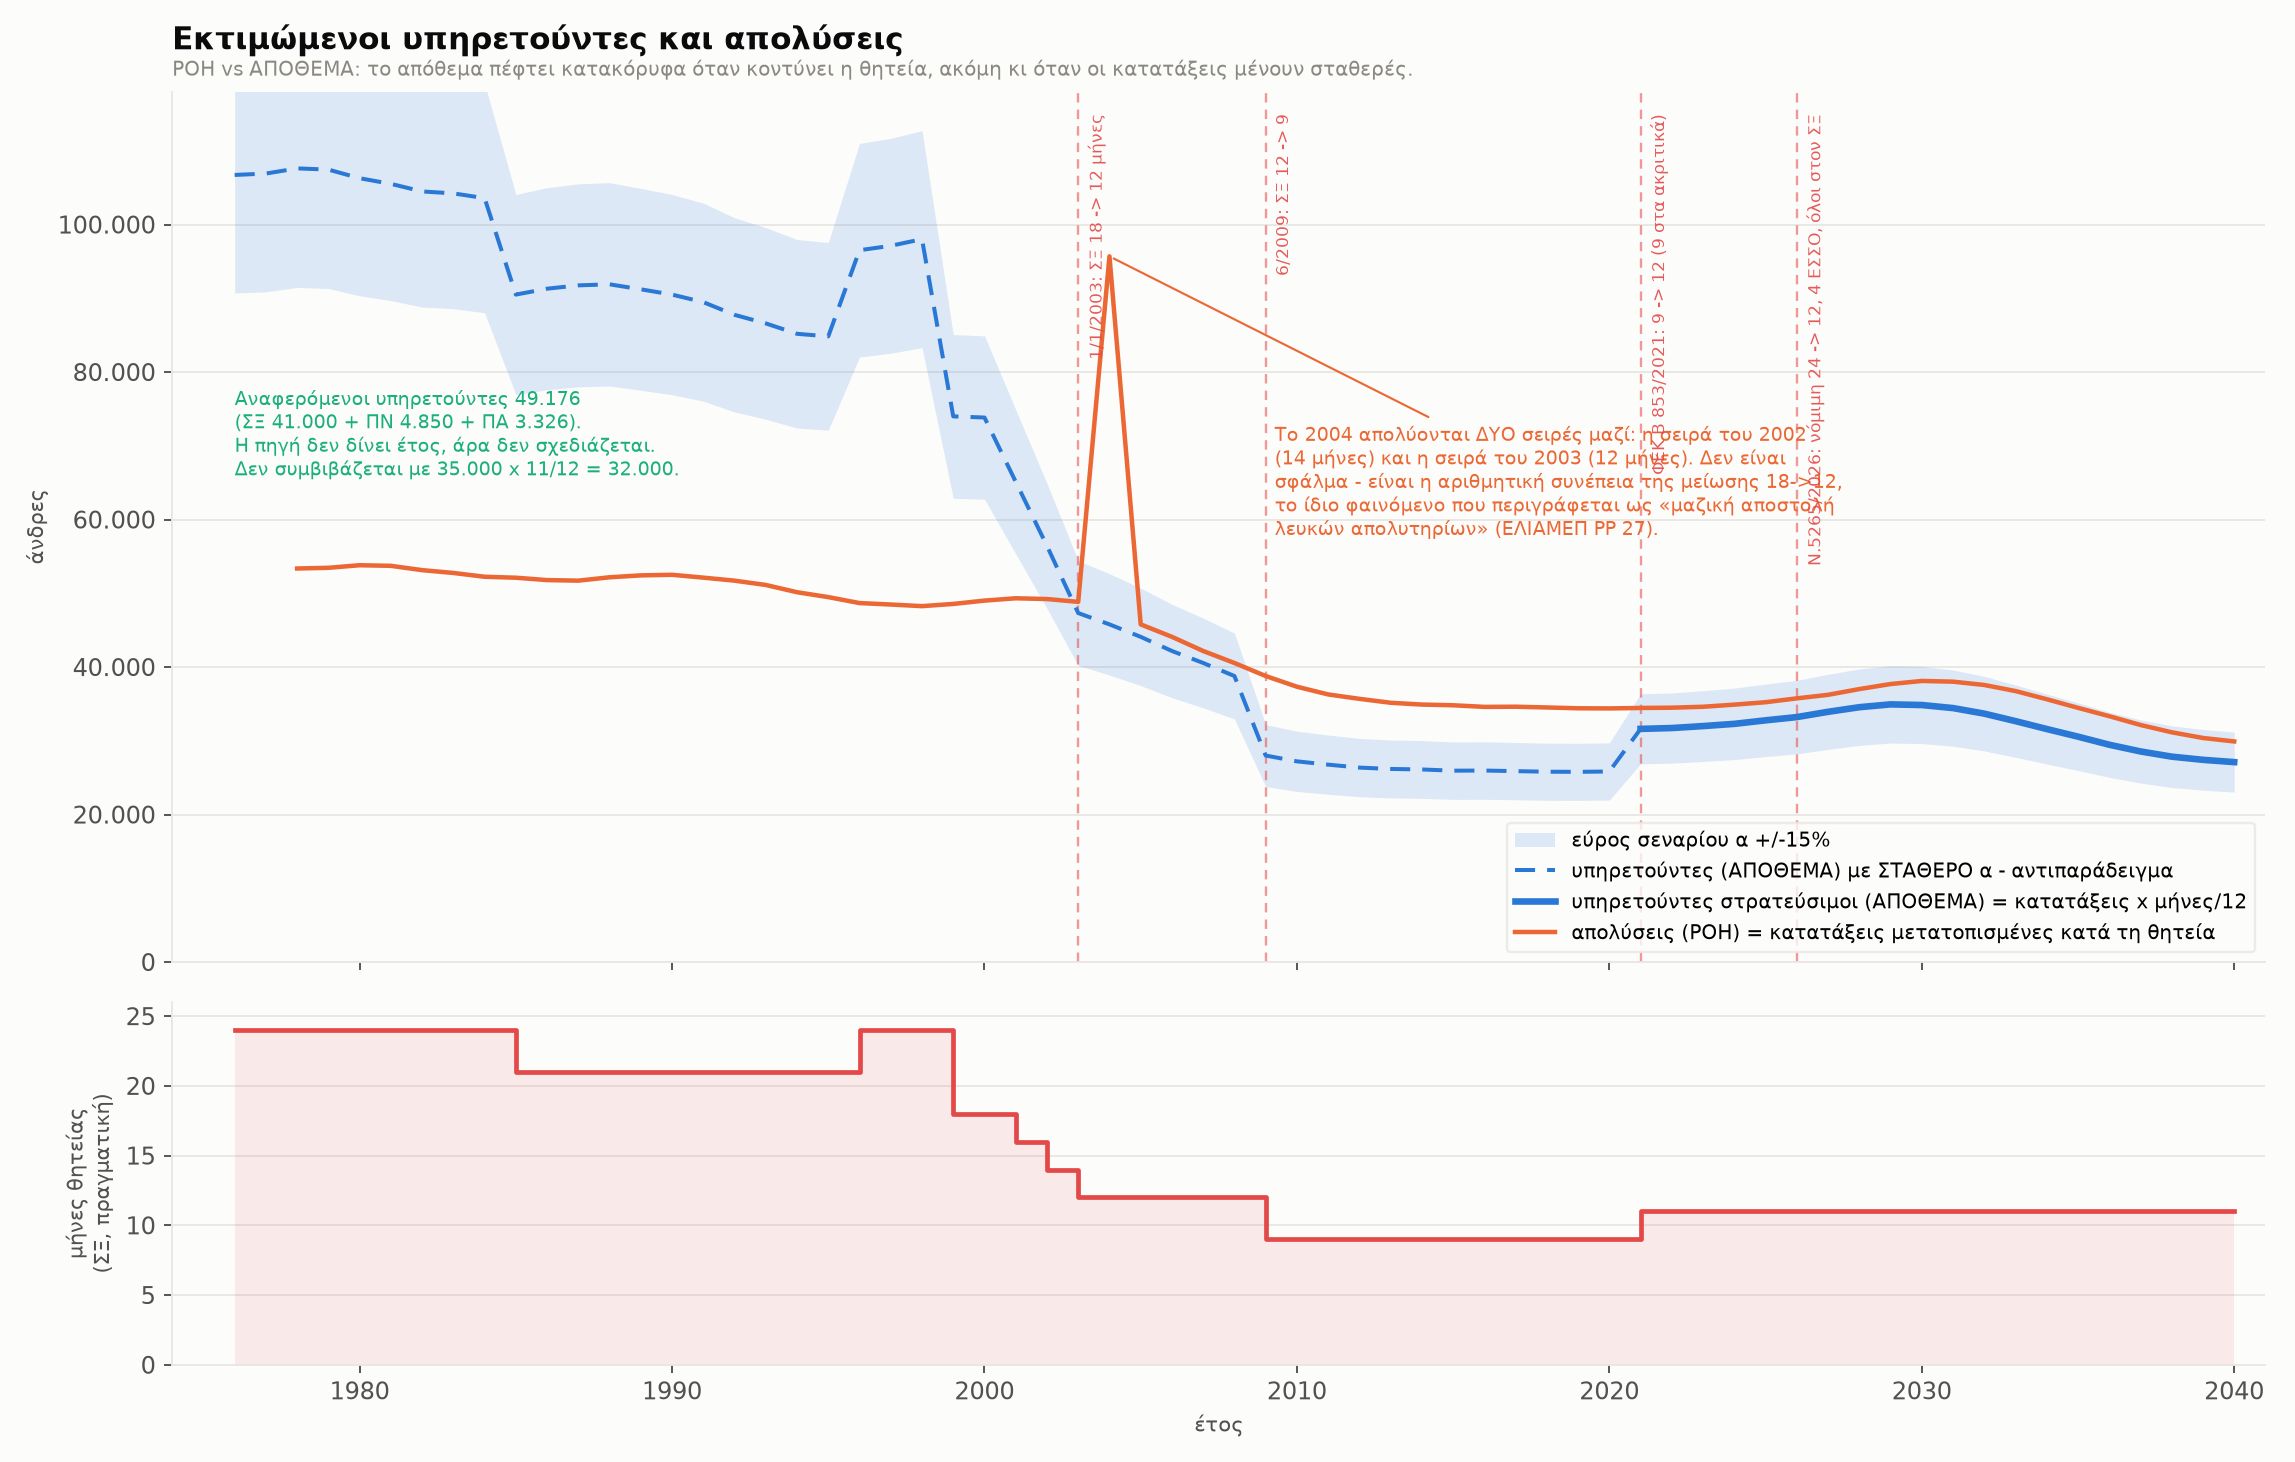 Εκτιμώμενοι υπηρετούντες και απολύσεις
ΡΟΗ vs ΑΠΟΘΕΜΑ: το απόθεμα πέφτει κατακόρυφα όταν κοντύνει η θητεία, ακόμη κι όταν οι κατατάξεις μένουν σταθερές.
άνδρες
100.000
80.000
60.000
40.000
20.000
0
Αναφερόμενοι υπηρετούντες 49.176
(ΣΞ 41.000 + ΠΝ 4.850 + ΠΑ 3.326).
Η πηγή δεν δίνει έτος, άρα δεν σχεδιάζεται.
Δεν συμβιβάζεται με 35.000 x 11/12 = 32.000.
1/1/2003: ΣΞ 18 -> 12 μήνες
6/2009: ΣΞ 12 -> 9
ΦΕΚ Β 853/2021: 9 -> 12 (9 στα ακριτικά)
Ν.5265/2026: νόμιμη 24 -> 12, 4 ΕΣΣΟ, όλοι στον ΣΞ
Το 2004 απολύονται ΔΥΟ σειρές μαζί: η σειρά του 2002
(14 μήνες) και η σειρά του 2003 (12 μήνες). Δεν είναι
σφάλμα - είναι η αριθμητική συνέπεια της μείωσης 18->12,
το ίδιο φαινόμενο που περιγράφεται ως «μαζική αποστολή
λευκών απολυτηρίων» (ΕΛΙΑΜΕΠ PP 27).
εύρος σεναρίου α +/-15%
υπηρετούντες (ΑΠΟΘΕΜΑ) με ΣΤΑΘΕΡΟ α - αντιπαράδειγμα
υπηρετούντες στρατεύσιμοι (ΑΠΟΘΕΜΑ) = κατατάξεις x μήνες/12
απολύσεις (ΡΟΗ) = κατατάξεις μετατοπισμένες κατά τη θητεία
μήνες θητείας
(ΣΞ, πραγματική)
25
20
15
10
5
0
1980
1990
2000
2010
2020
2030
2040
έτος